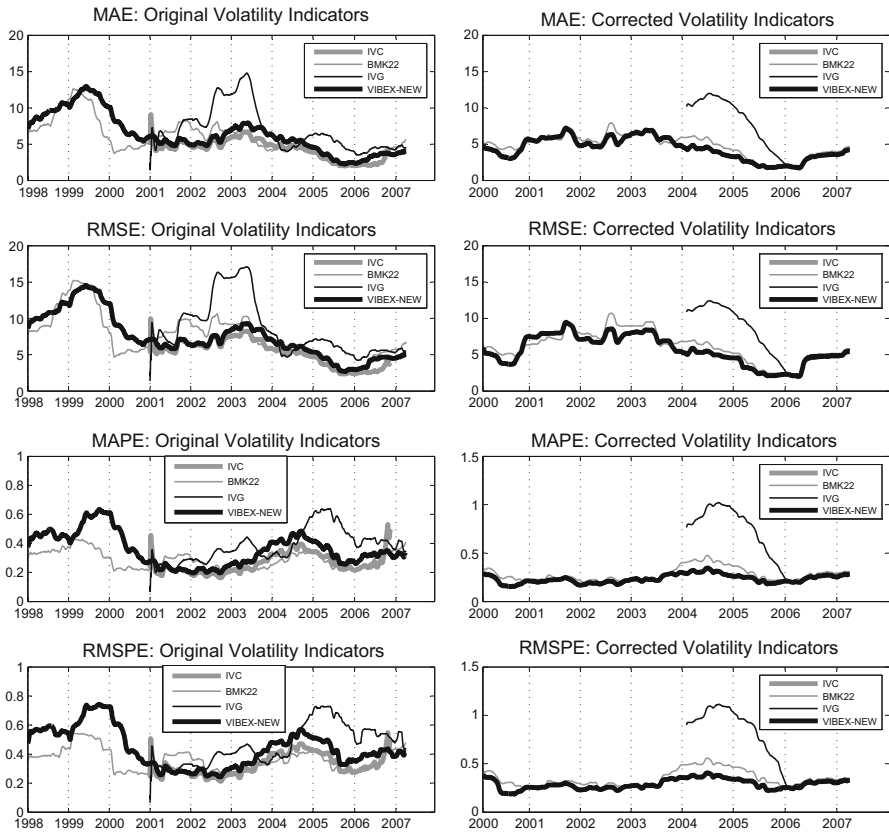 MAE: Original Volatility Indicators
20
15
10
5
0
1998 1999 2000 2001 2002 2003 2004 2005 2006 2007
IVC
BMK22
IVG
VIBEX-NEW
MAE: Corrected Volatility Indicators
20
15
10
5
0
2000 2001 2002 2003 2004 2005 2006 2007
IVC
BMK22
IVG
VIBEX-NEW
RMSE: Original Volatility Indicators
20
15
10
5
0
1998 1999 2000 2001 2002 2003 2004 2005 2006 2007
IVC
BMK22
IVG
VIBEX-NEW
RMSE: Corrected Volatility Indicators
20
15
10
5
0
2000 2001 2002 2003 2004 2005 2006 2007
IVC
BMK22
IVG
VIBEX-NEW
MAPE: Original Volatility Indicators
1
0.8
0.6
0.4
0.2
0
1998 1999 2000 2001 2002 2003 2004 2005 2006 2007
IVC
BMK22
IVG
VIBEX-NEW
MAPE: Corrected Volatility Indicators
1.5
1
0.5
0
2000 2001 2002 2003 2004 2005 2006 2007
IVC
BMK22
IVG
VIBEX-NEW
RMSPE: Original Volatility Indicators
1
0.8
0.6
0.4
0.2
0
1998 1999 2000 2001 2002 2003 2004 2005 2006 2007
IVC
BMK22
IVG
VIBEX-NEW
RMSPE: Corrected Volatility Indicators
1.5
1
0.5
0
2000 2001 2002 2003 2004 2005 2006 2007
IVC
BMK22
IVG
VIBEX-NEW